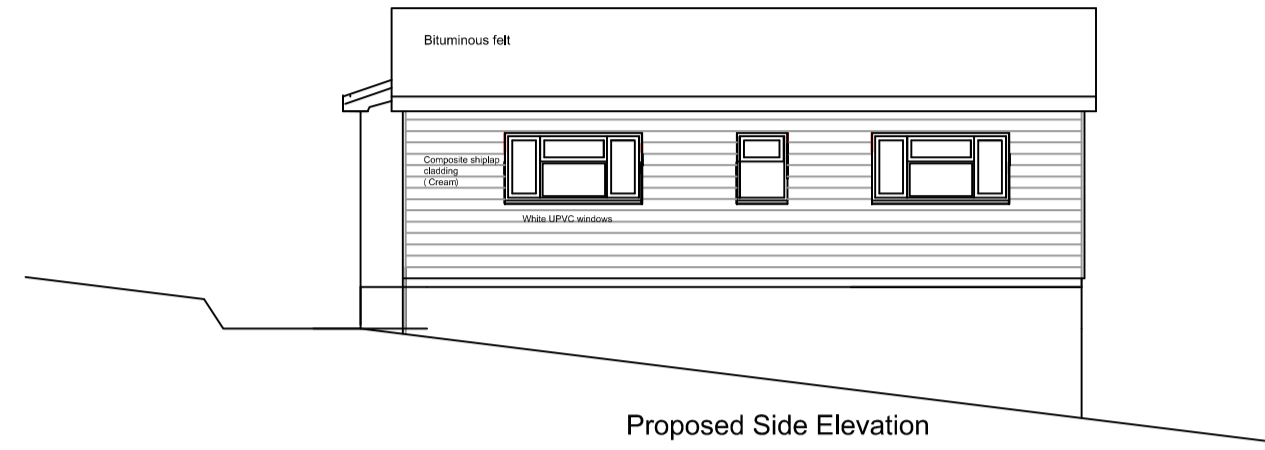 Bituminous felt
Composite shiplap
cladding
( Cream)
White UPVC windows
Proposed Side Elevation